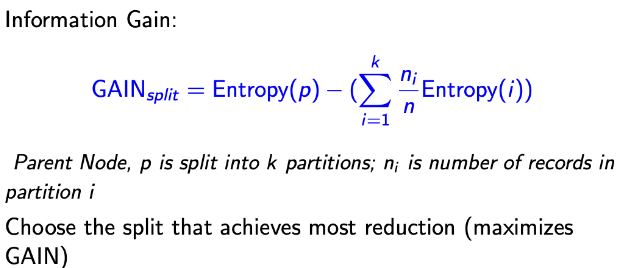 Information Gain:
GAIN_split = Entropy(p) − (∑_{i=1}^{k} n_i/n Entropy(i))
Parent Node, p is split into k partitions; n_i is number of records in
partition i
Choose the split that achieves most reduction (maximizes
GAIN)